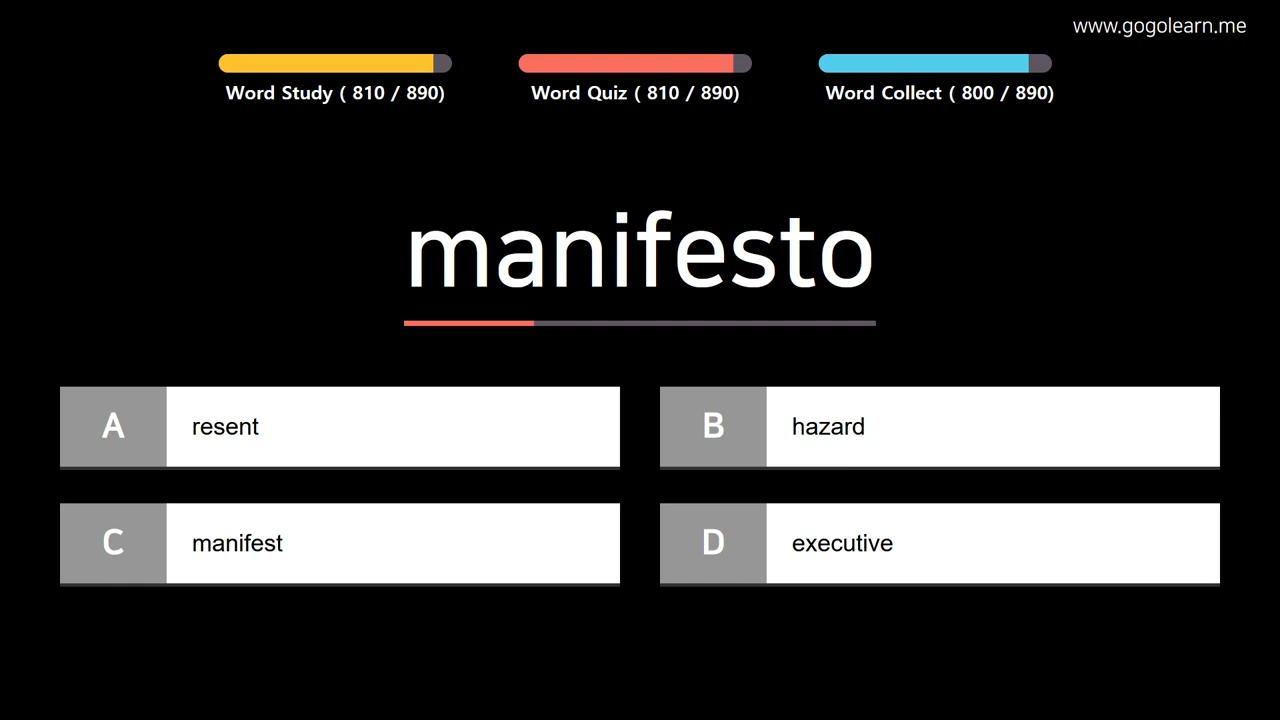 www.gogolearn.me
Word Study ( 810 / 890)
Word Quiz ( 810 / 890)
Word Collect ( 800 / 890)
manifesto
A
resent
B
hazard
C
manifest
D
executive